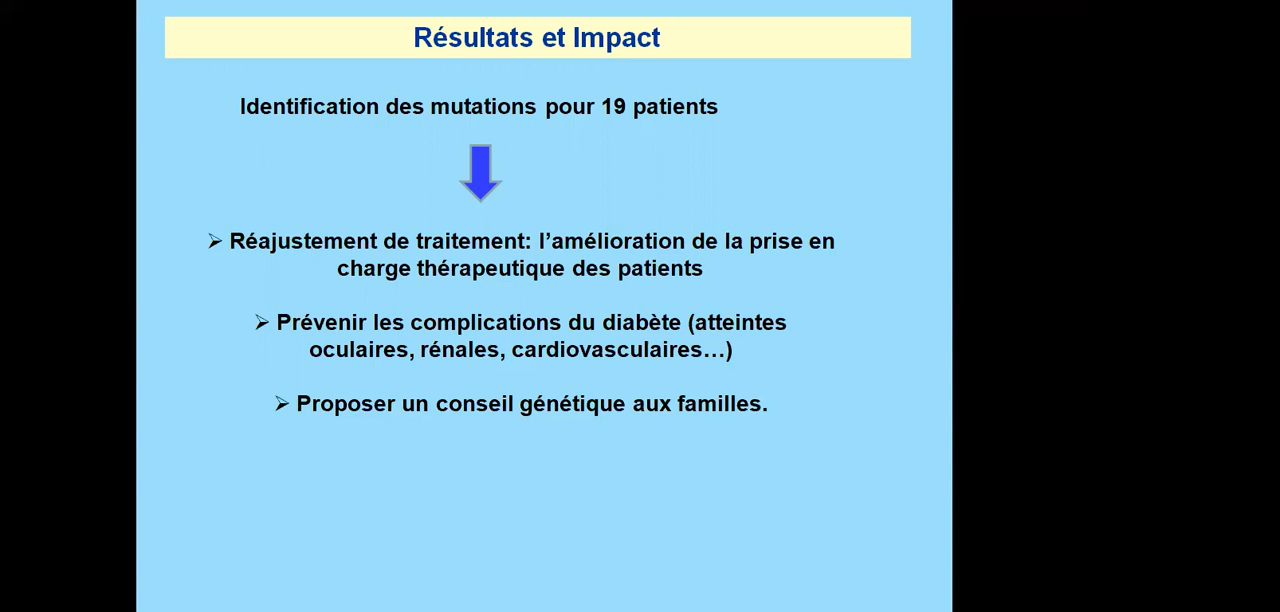 Résultats et Impact
Identification des mutations pour 19 patients
➢ Réajustement de traitement: l’amélioration de la prise en
charge thérapeutique des patients
➢ Prévenir les complications du diabète (atteintes
oculaires, rénales, cardiovasculaires…)
➢ Proposer un conseil génétique aux familles.